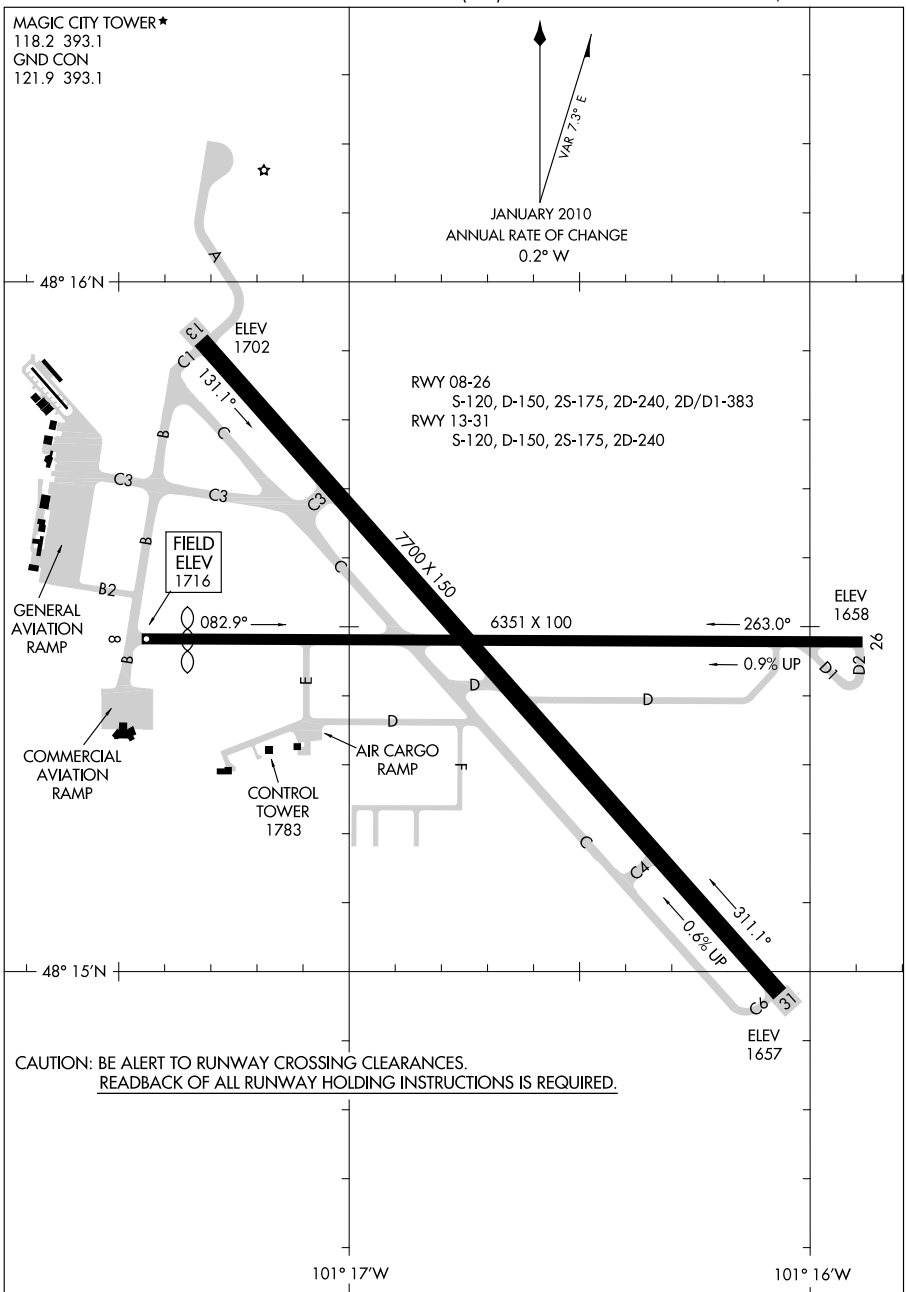 MAGIC CITY TOWER★
118.2 393.1
GND CON
121.9 393.1
VAR 7.3° E
JANUARY 2010
ANNUAL RATE OF CHANGE
0.2° W
A
48° 16'N
13
ELEV
1702
C1
131.1°
RWY 08-26
S-120, D-150, 2S-175, 2D-240, 2D/D1-383
RWY 13-31
S-120, D-150, 2S-175, 2D-240
B
C
C3
C3
C3
7700 X 150
B
C
FIELD
ELEV
1716
B2
GENERAL
AVIATION
RAMP
8
082.9°
6351 X 100
263.0°
ELEV
1658
26
0.9% UP
D1
D2
B
E
D
D
D
COMMERCIAL
AVIATION
RAMP
AIR CARGO
RAMP
F
CONTROL
TOWER
1783
C
C4
311.1°
0.6% UP
48° 15'N
C6
31
ELEV
1657
CAUTION: BE ALERT TO RUNWAY CROSSING CLEARANCES.
READBACK OF ALL RUNWAY HOLDING INSTRUCTIONS IS REQUIRED.
101° 17'W
101° 16'W